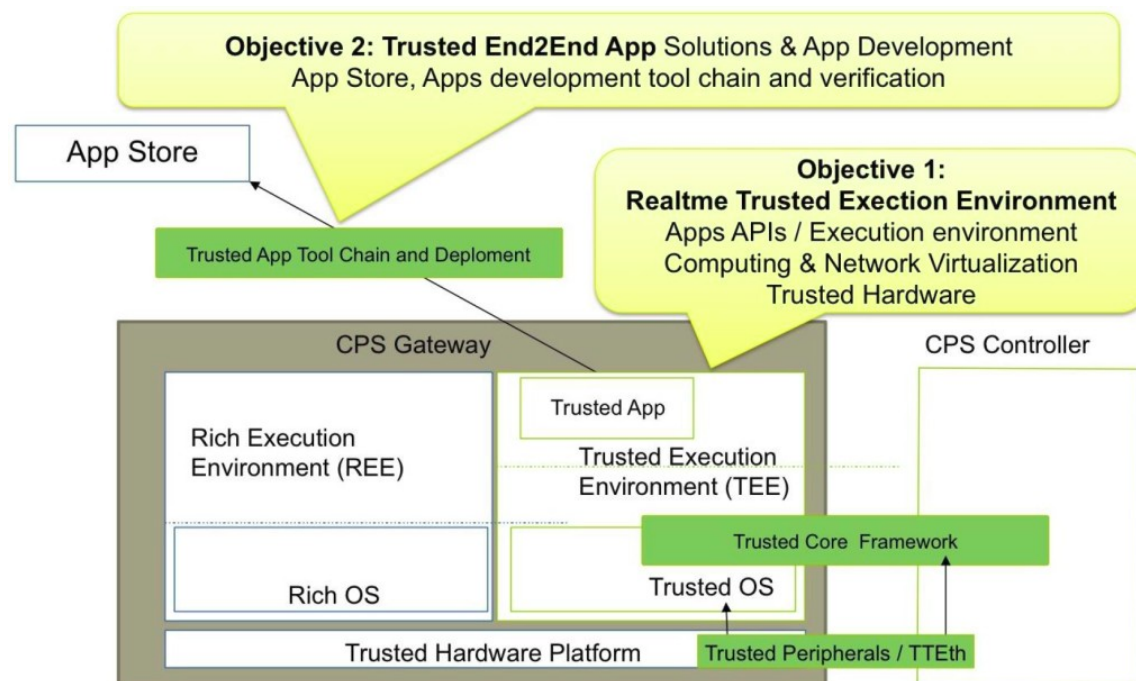 Objective 2: Trusted End2End App Solutions & App Development
App Store, Apps development tool chain and verification
App Store
Objective 1:
Realtme Trusted Exection Environment
Apps APIs / Execution environment
Computing & Network Virtualization
Trusted Hardware
Trusted App Tool Chain and Deploment
CPS Gateway
CPS Controller
Trusted App
Rich Execution
Environment (REE)
Trusted Execution
Environment (TEE)
Trusted Core Framework
Rich OS
Trusted OS
Trusted Hardware Platform
Trusted Peripherals / TTEth